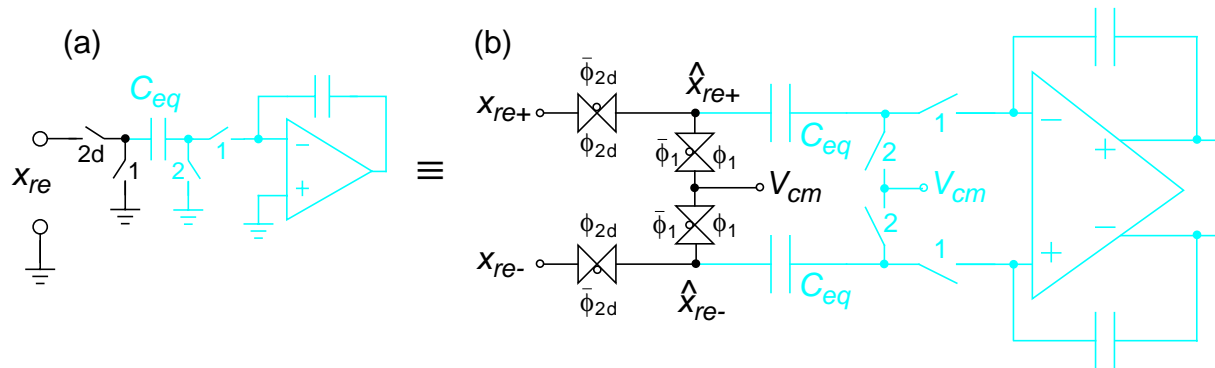 (a)
C_eq
2d
1
2
1
−
+
x_re
≡
(b)
ϕ̄_2d
x_re+
ϕ_2d
x̂_re+
C_eq
1
−
ϕ̄_1 ϕ_1
2
+
V_cm
V_cm
ϕ̄_1 ϕ_1
2
−
ϕ_2d
x_re-
ϕ̄_2d
x̂_re-
C_eq
1
+